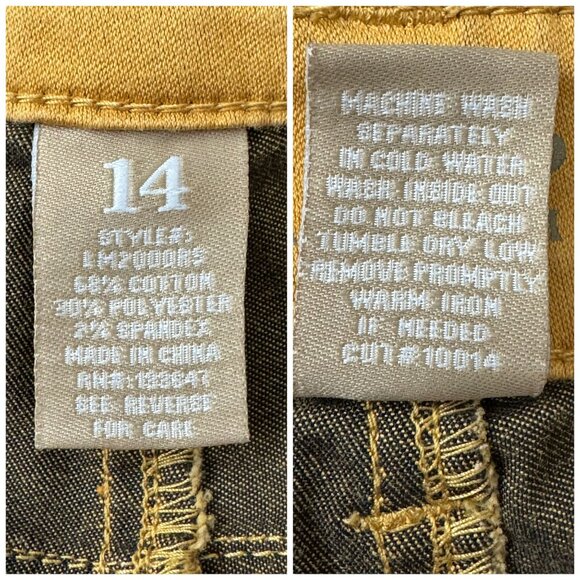 14
STYLE#:
LM2000RS
68% COTTON
30% POLYESTER
2% SPANDEX
MADE IN CHINA
RN#:133647
SEE REVERSE
FOR CARE
MACHINE WASH
SEPARATELY
IN COLD WATER
WASH INSIDE OUT
DO NOT BLEACH
TUMBLE DRY LOW
REMOVE PROMPTLY
WARM IRON
IF NEEDED
CUT#:10014